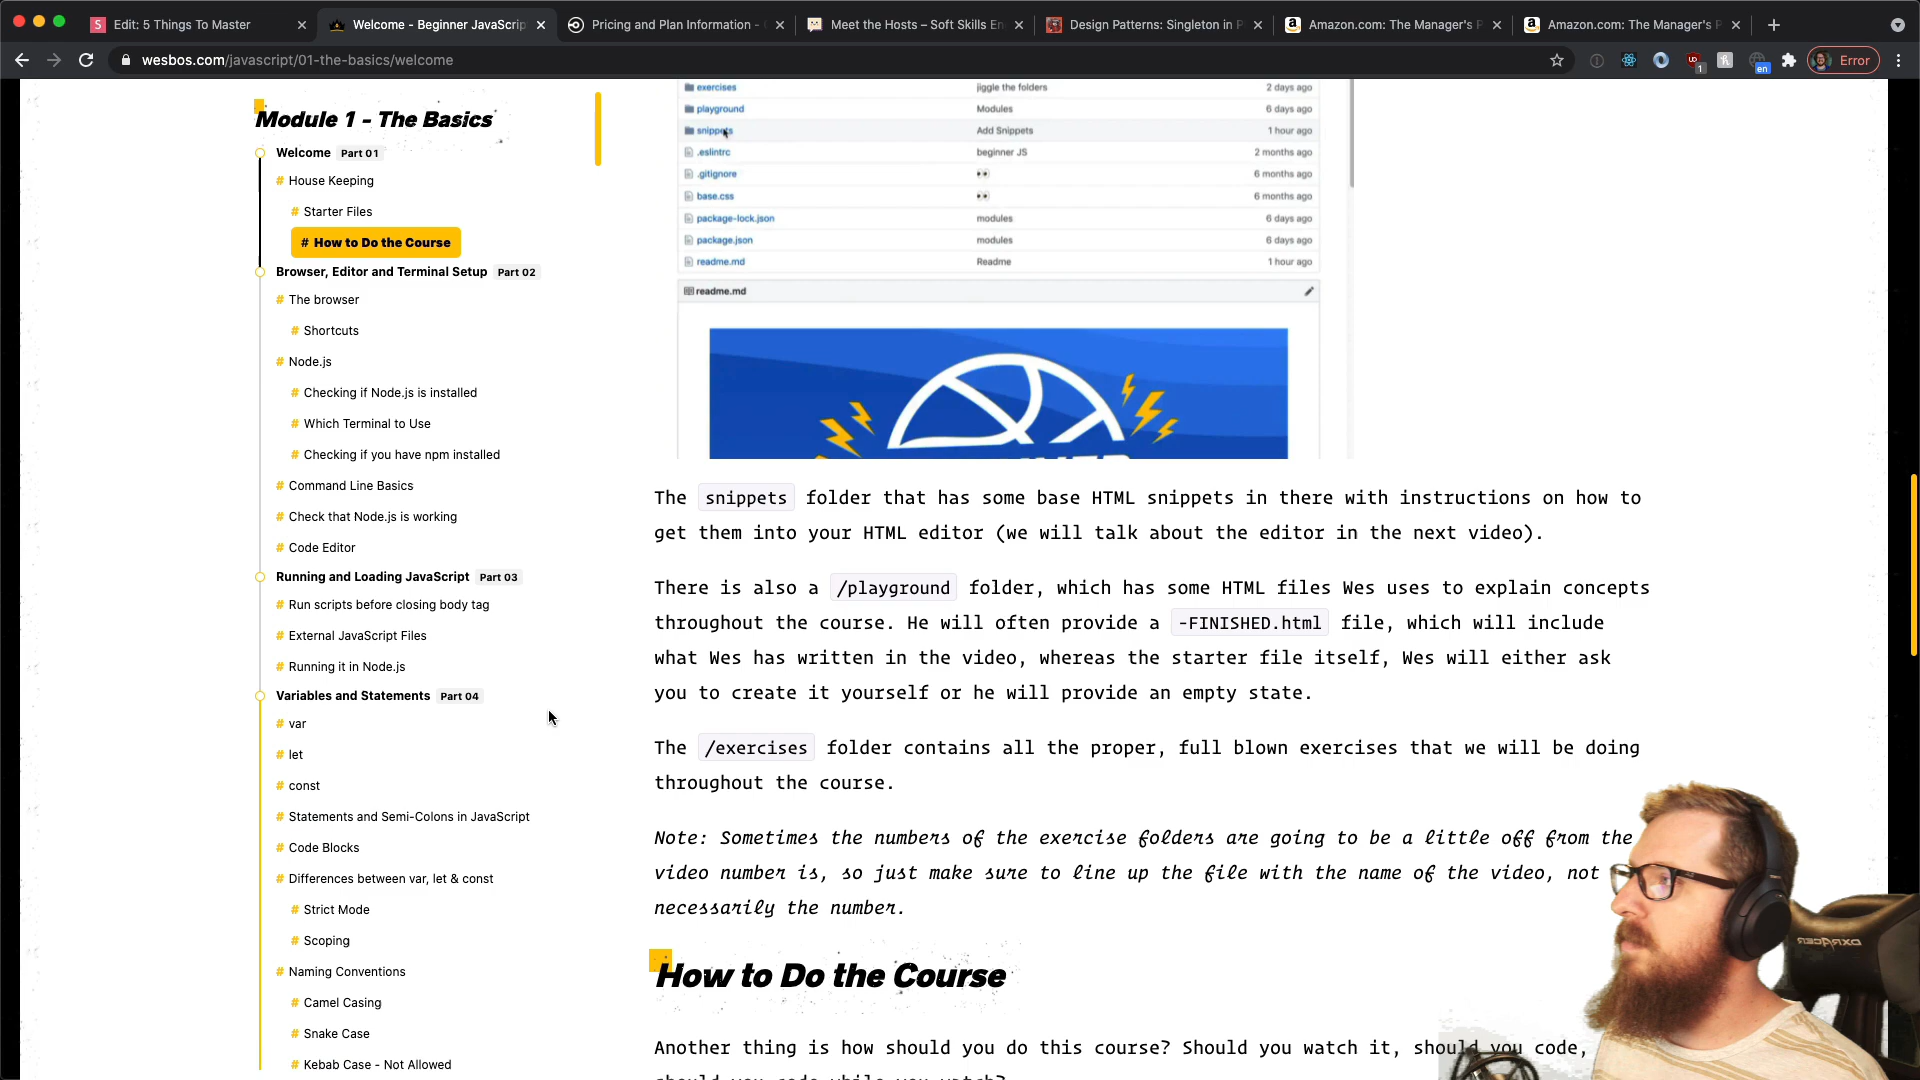 Edit: 5 Things To Master
Welcome - Beginner JavaScrip
Pricing and Plan Information -
Meet the Hosts – Soft Skills En
Design Patterns: Singleton in P
Amazon.com: The Manager's P
Amazon.com: The Manager's P
wesbos.com/javascript/01-the-basics/welcome
1
en
Error
Module 1 - The Basics
Welcome Part 01
# House Keeping
# Starter Files
# How to Do the Course
Browser, Editor and Terminal Setup Part 02
# The browser
# Shortcuts
# Node.js
# Checking if Node.js is installed
# Which Terminal to Use
# Checking if you have npm installed
# Command Line Basics
# Check that Node.js is working
# Code Editor
Running and Loading JavaScript Part 03
# Run scripts before closing body tag
# External JavaScript Files
# Running it in Node.js
Variables and Statements Part 04
# var
# let
# const
# Statements and Semi-Colons in JavaScript
# Code Blocks
# Differences between var, let & const
# Strict Mode
# Scoping
# Naming Conventions
# Camel Casing
# Snake Case
# Kebab Case - Not Allowed
exercises jiggle the folders 2 days ago
playground Modules 6 days ago
snippets Add Snippets 1 hour ago
.eslintrc beginner JS 2 months ago
.gitignore 👀 6 months ago
base.css 👀 6 months ago
package-lock.json modules 6 days ago
package.json modules 6 days ago
readme.md Readme 1 hour ago
readme.md
The snippets folder that has some base HTML snippets in there with instructions on how to
get them into your HTML editor (we will talk about the editor in the next video).
There is also a /playground folder, which has some HTML files Wes uses to explain concepts
throughout the course. He will often provide a -FINISHED.html file, which will include
what Wes has written in the video, whereas the starter file itself, Wes will either ask
you to create it yourself or he will provide an empty state.
The /exercises folder contains all the proper, full blown exercises that we will be doing
throughout the course.
Note: Sometimes the numbers of the exercise folders are going to be a little off from the
video number is, so just make sure to line up the file with the name of the video, not
necessarily the number.
How to Do the Course
Another thing is how should you do this course? Should you watch it, should you code,
should you code while you watch?
DXRACER